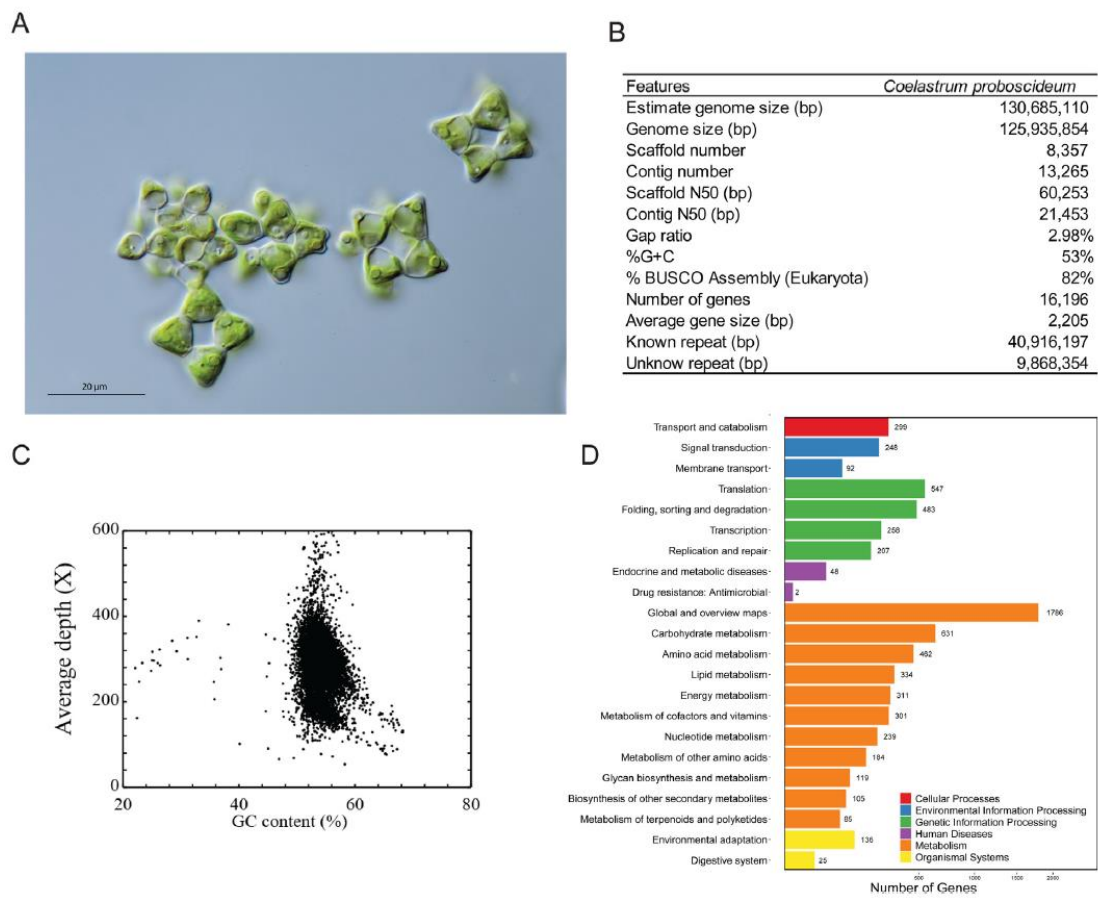 A
20 µm
B
Features Coelastrum proboscideum
Estimate genome size (bp) 130,685,110
Genome size (bp) 125,935,854
Scaffold number 8,357
Contig number 13,265
Scaffold N50 (bp) 60,253
Contig N50 (bp) 21,453
Gap ratio 2.98%
%G+C 53%
% BUSCO Assembly (Eukaryota) 82%
Number of genes 16,196
Average gene size (bp) 2,205
Known repeat (bp) 40,916,197
Unknow repeat (bp) 9,868,354
C
600
400
200
0
Average depth (X)
20 40 60 80
GC content (%)
D
Transport and catabolism 299
Signal transduction 248
Membrane transport 92
Translation 547
Folding, sorting and degradation 483
Transcription 258
Replication and repair 207
Endocrine and metabolic diseases 48
Drug resistance: Antimicrobial 2
Global and overview maps 1786
Carbohydrate metabolism 631
Amino acid metabolism 462
Lipid metabolism 334
Energy metabolism 311
Metabolism of cofactors and vitamins 301
Nucleotide metabolism 239
Metabolism of other amino acids 184
Glycan biosynthesis and metabolism 119
Biosynthesis of other secondary metabolites 105
Metabolism of terpenoids and polyketides 85
Environmental adaptation 136
Digestive system 25
Cellular Processes
Environmental Information Processing
Genetic Information Processing
Human Diseases
Metabolism
Organismal Systems
500 1000 1500 2000
Number of Genes